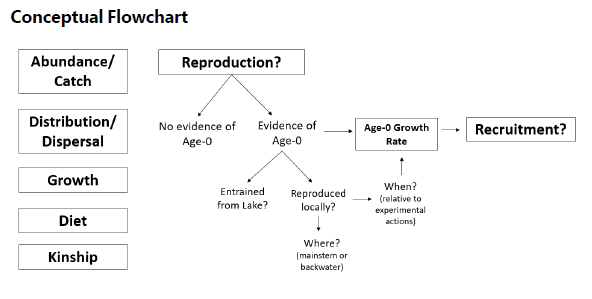 Conceptual Flowchart
Abundance/
Catch
Distribution/
Dispersal
Growth
Diet
Kinship
Reproduction?
No evidence of
Age-0
Evidence of
Age-0
Age-0 Growth
Rate
Recruitment?
Entrained
from Lake?
Reproduced
locally?
When?
(relative to
experimental
actions)
Where?
(mainstem or
backwater)